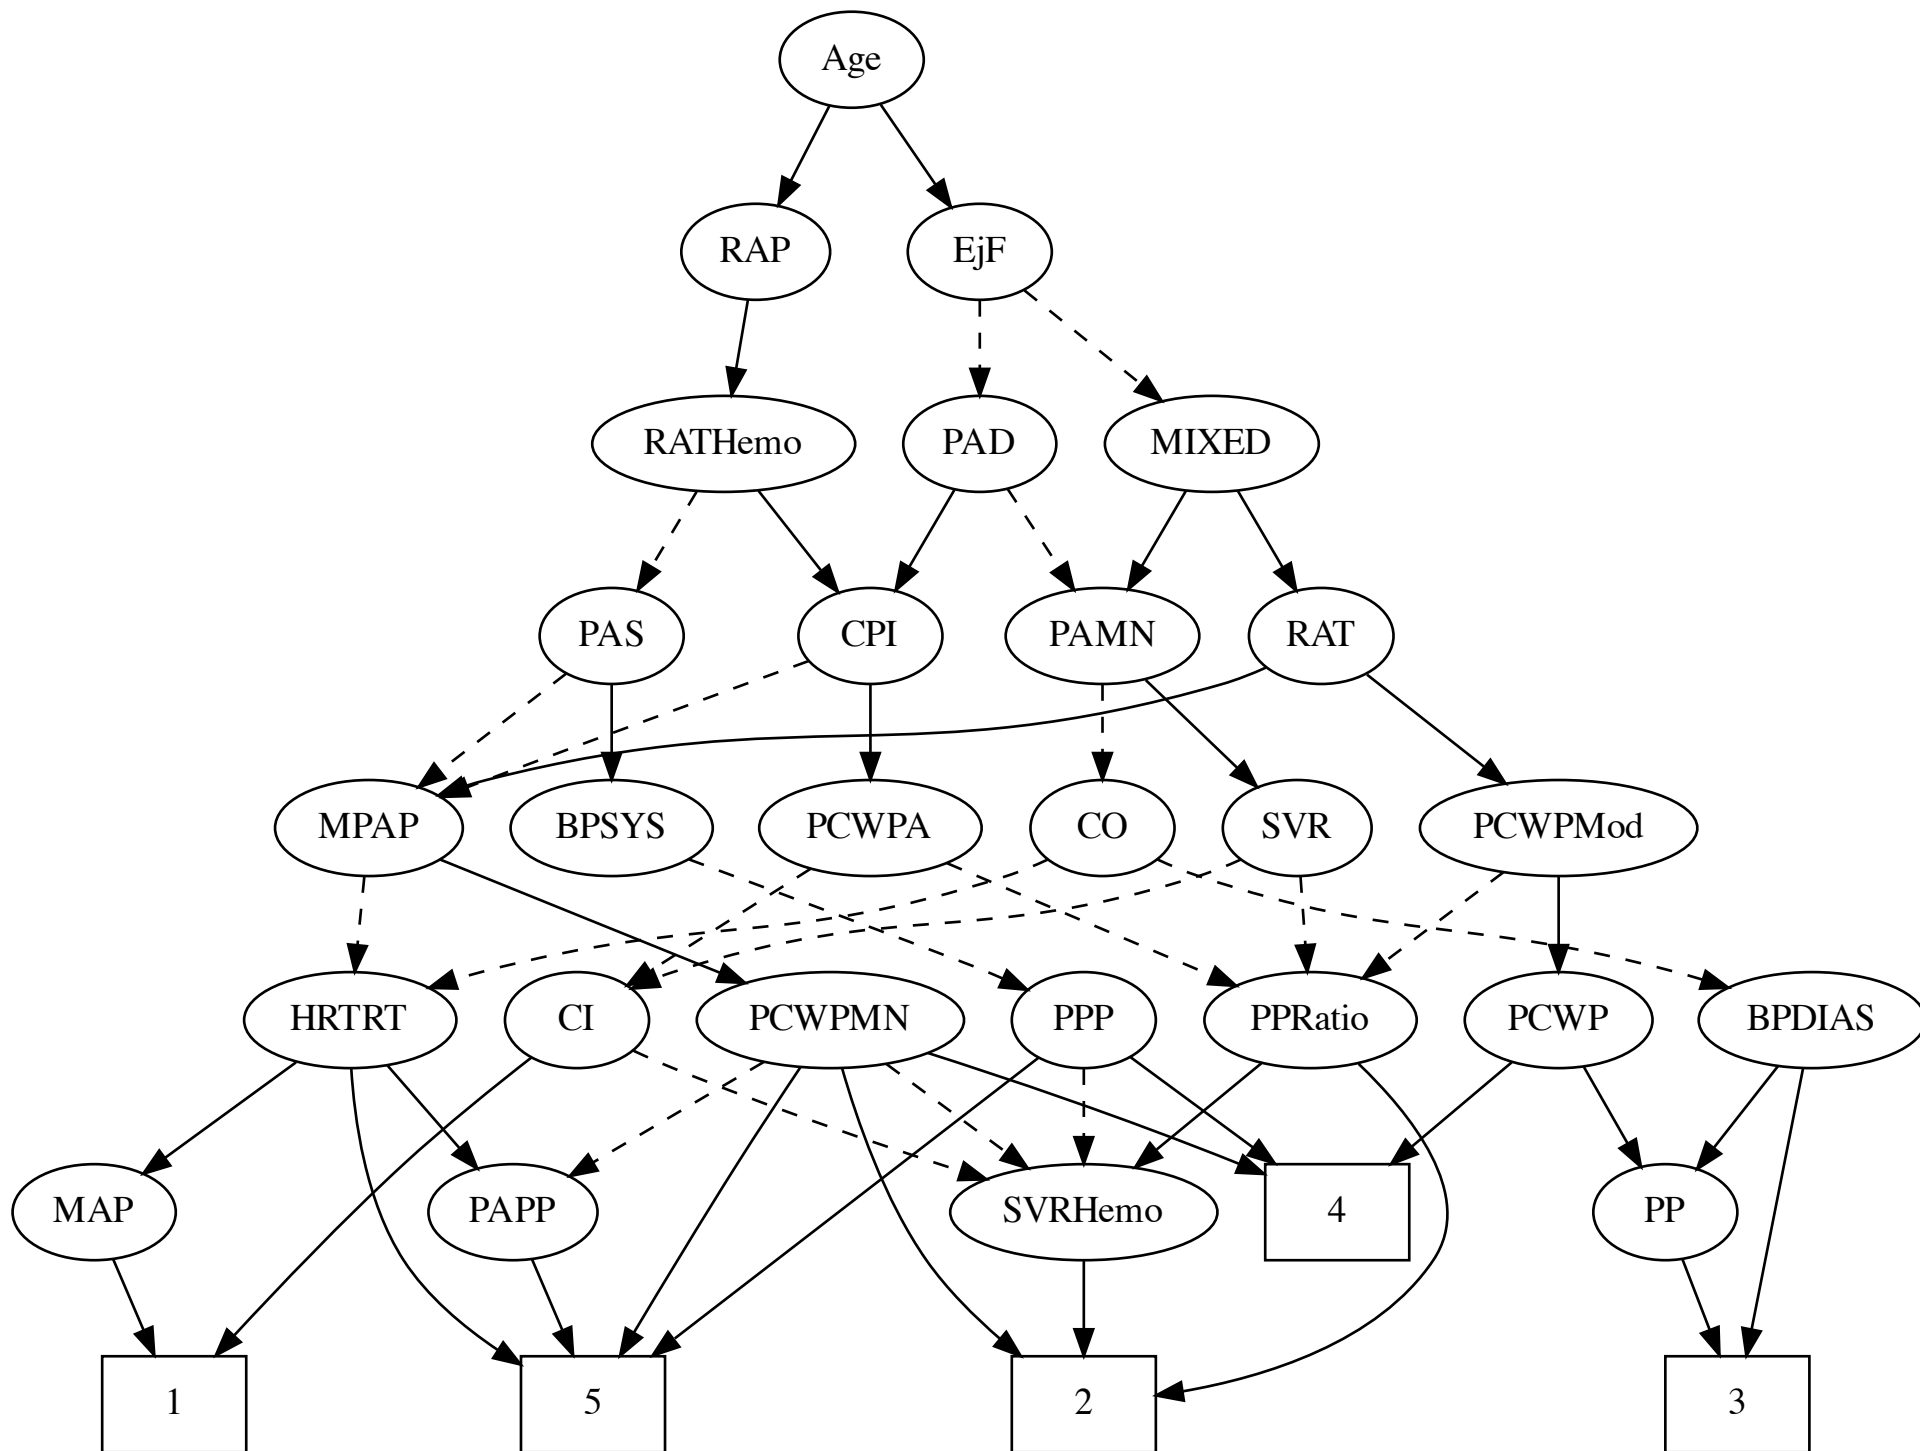 Age
RAP
EjF
RATHemo
PAD
MIXED
PAS
CPI
PAMN
RAT
MPAP
BPSYS
PCWPA
CO
SVR
PCWPMod
HRTRT
CI
PCWPMN
PPP
PPRatio
PCWP
BPDIAS
MAP
PAPP
SVRHemo
4
PP
1
5
2
3